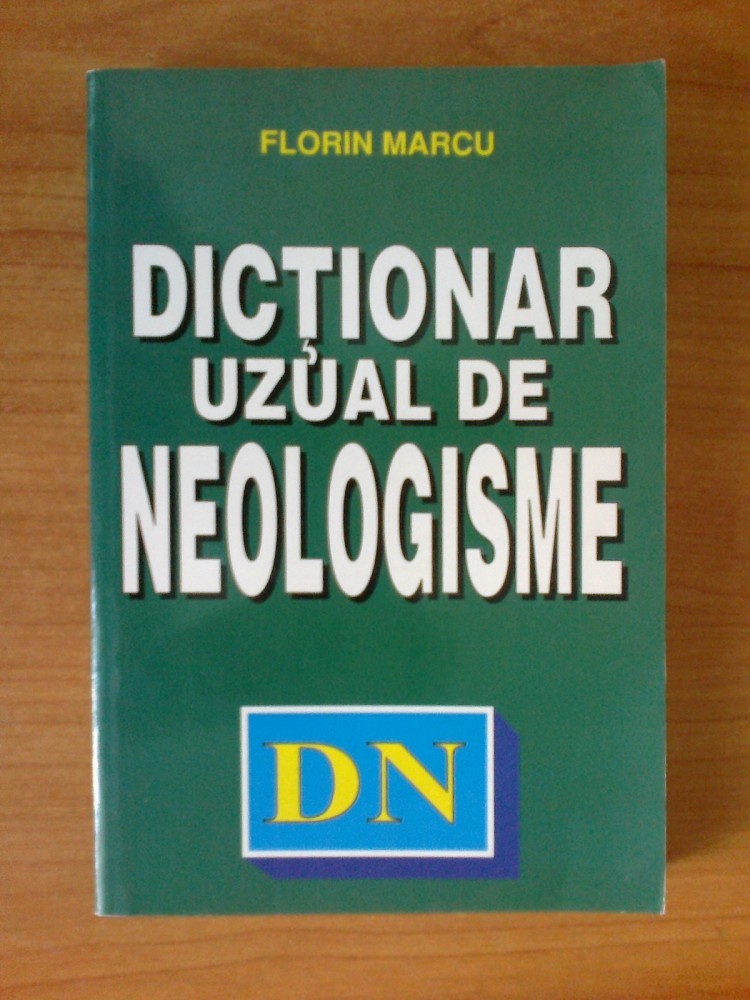 FLORIN MARCU
DICȚIONAR
UZUAL DE
NEOLOGISME
DN